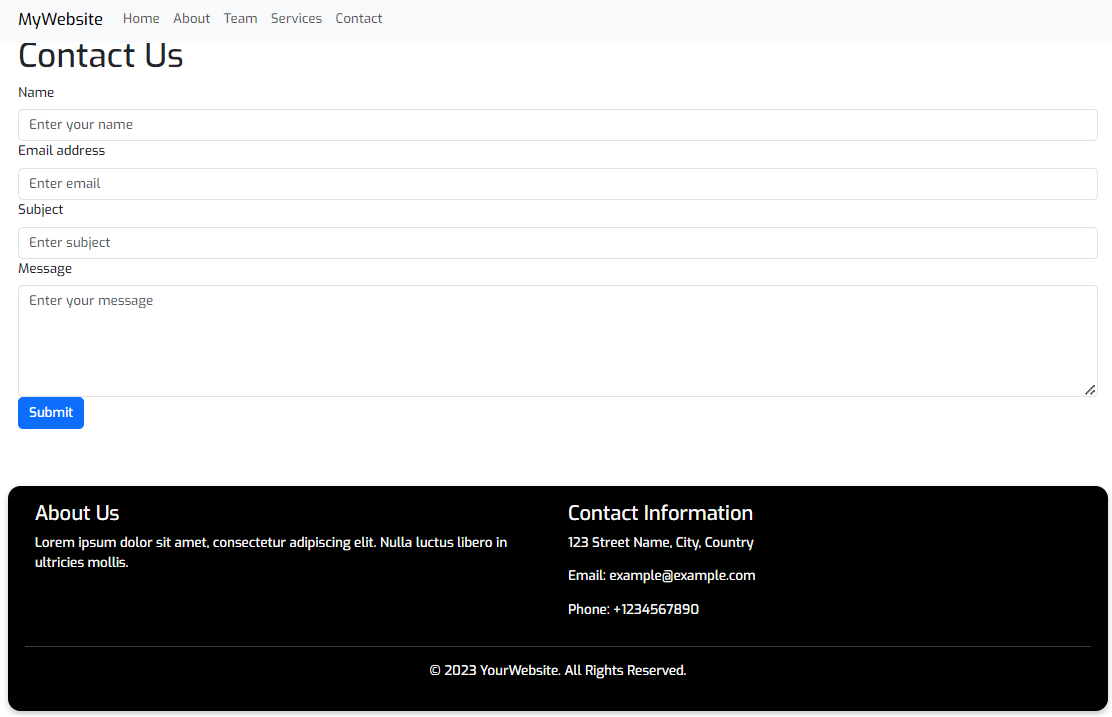 MyWebsite Home About Team Services Contact
Contact Us
Name
Enter your name
Email address
Enter email
Subject
Enter subject
Message
Enter your message
Submit
About Us
Lorem ipsum dolor sit amet, consectetur adipiscing elit. Nulla luctus libero in
ultricies mollis.
Contact Information
123 Street Name, City, Country
Email: example@example.com
Phone: +1234567890
© 2023 YourWebsite. All Rights Reserved.